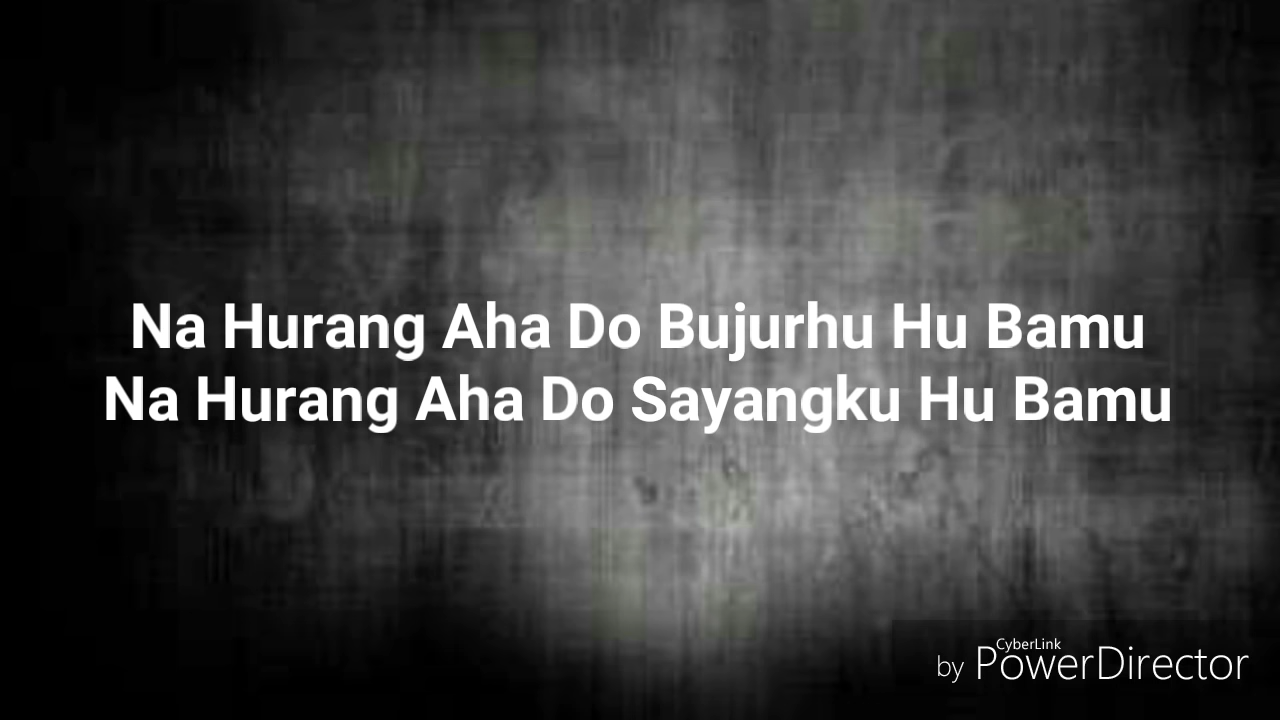 Na Hurang Aha Do Bujurhu Hu Bamu
Na Hurang Aha Do Sayangku Hu Bamu
by CyberLink PowerDirector